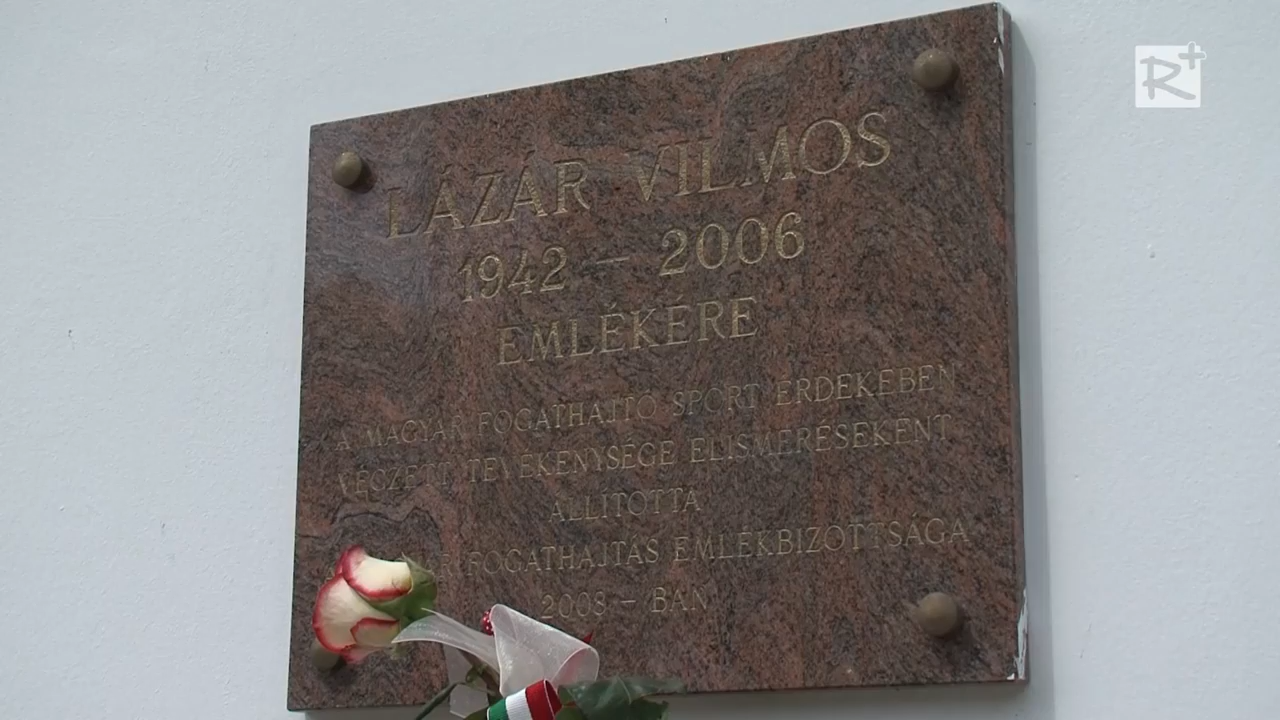 LÁZÁR VILMOS
1942 - 2006
EMLÉKÉRE
A MAGYAR FOGATHAJTÓ SPORT ÉRDEKÉBEN
VÉGZETT TEVÉKENYSÉGE ELISMERÉSEKÉNT
ÁLLÍTOTTA
FOGATHAJTÁS EMLÉKBIZOTTSÁGA
2008 - BAN
R+